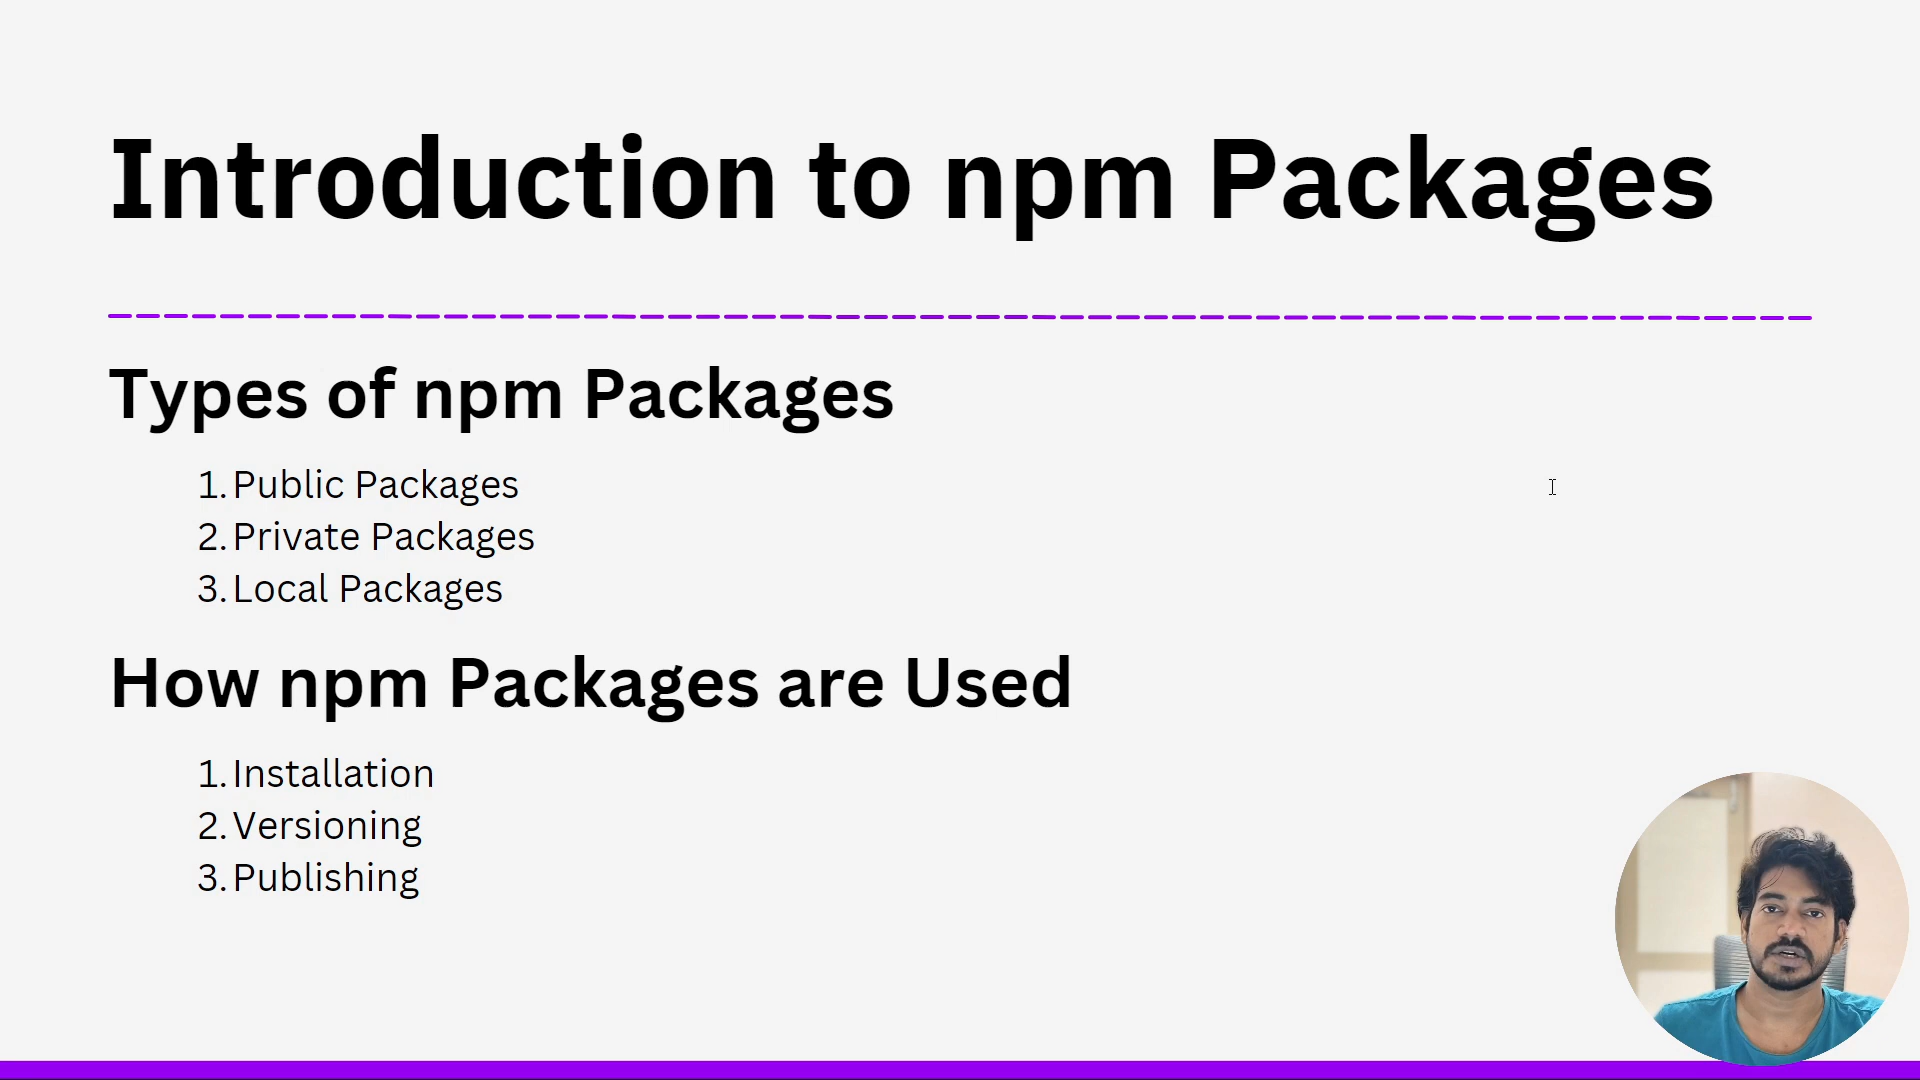 Introduction to npm Packages
Types of npm Packages
1. Public Packages
2. Private Packages
3. Local Packages
How npm Packages are Used
1. Installation
2. Versioning
3. Publishing